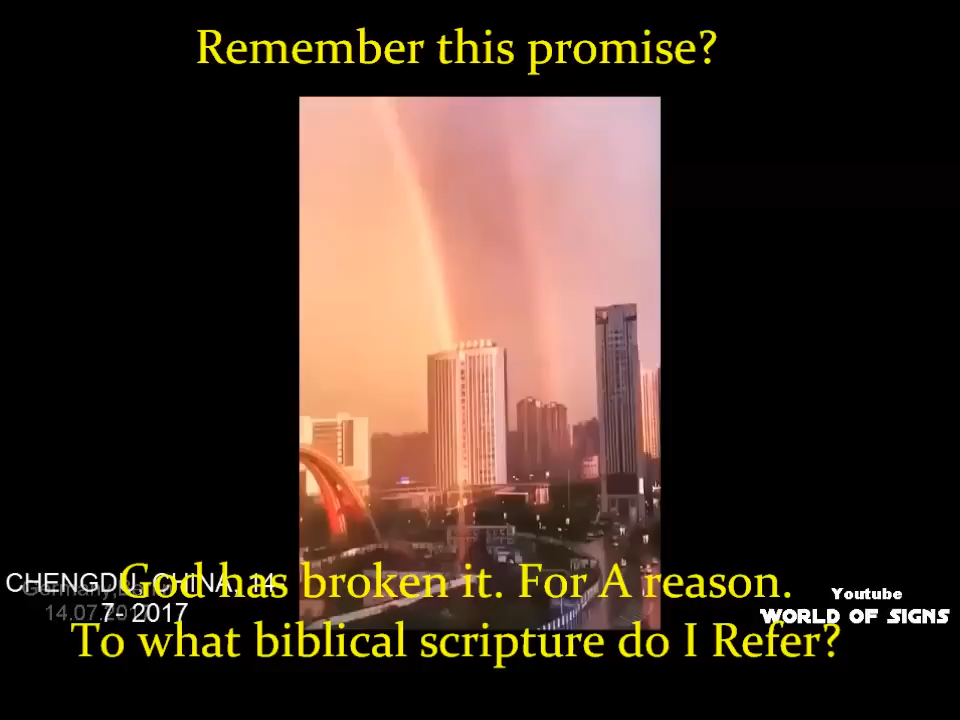 Remember this promise?
God has broken it. For A reason.
CHENGDU, CHINA, 14
7- 2017
Youtube
WORLD OF SIGNS
To what biblical scripture do I Refer?